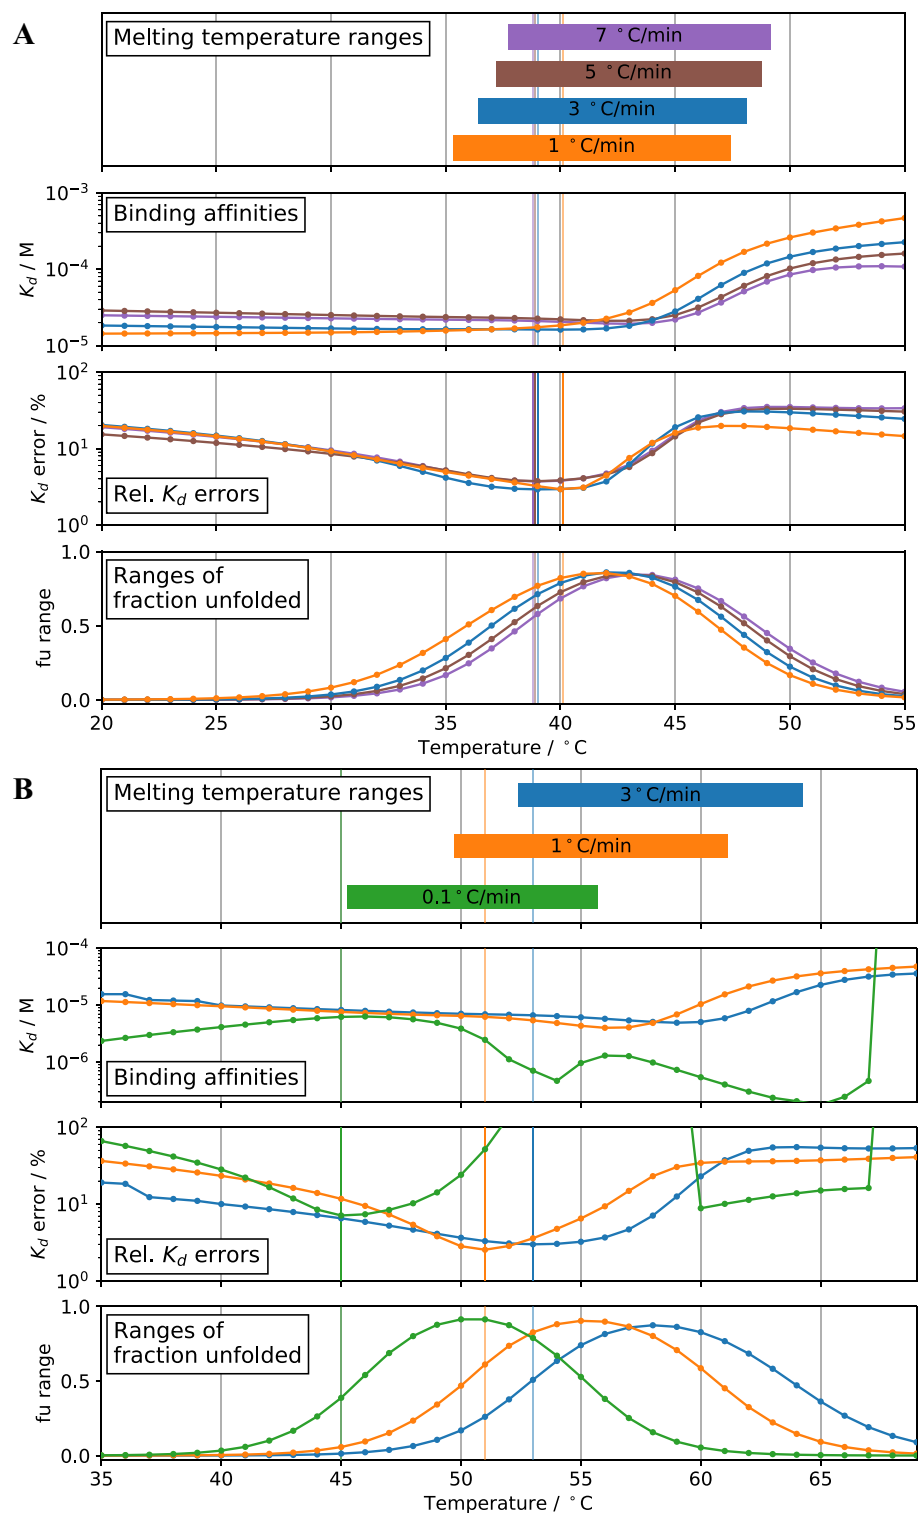 A
Melting temperature ranges
7 °C/min
5 °C/min
3 °C/min
1 °C/min
10⁻³
10⁻⁴
10⁻⁵
K_d / M
Binding affinities
10²
10¹
10⁰
K_d error / %
Rel. K_d errors
1.0
0.5
0.0
fu range
Ranges of
fraction unfolded
20 25 30 35 40 45 50 55
Temperature / °C
B
Melting temperature ranges
3°C/min
1°C/min
0.1°C/min
10⁻⁴
10⁻⁵
10⁻⁶
K_d / M
Binding affinities
10²
10¹
10⁰
K_d error / %
Rel. K_d errors
1.0
0.5
0.0
fu range
Ranges of
fraction unfolded
35 40 45 50 55 60 65
Temperature / °C